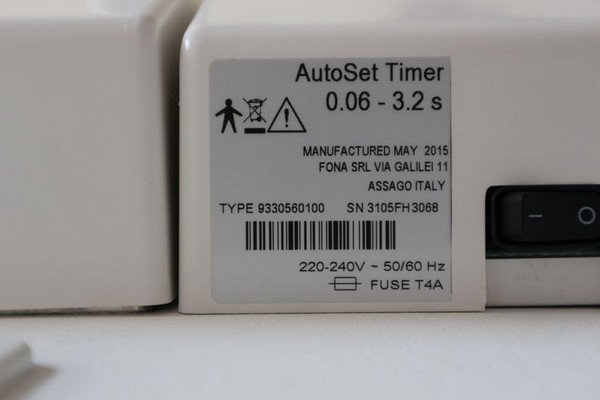 AutoSet Timer
0.06 - 3.2 s
MANUFACTURED MAY 2015
FONA SRL VIA GALILEI 11
ASSAGO ITALY
TYPE 9330560100 SN 3105FH3068
220-240V ~ 50/60 Hz
FUSE T4A